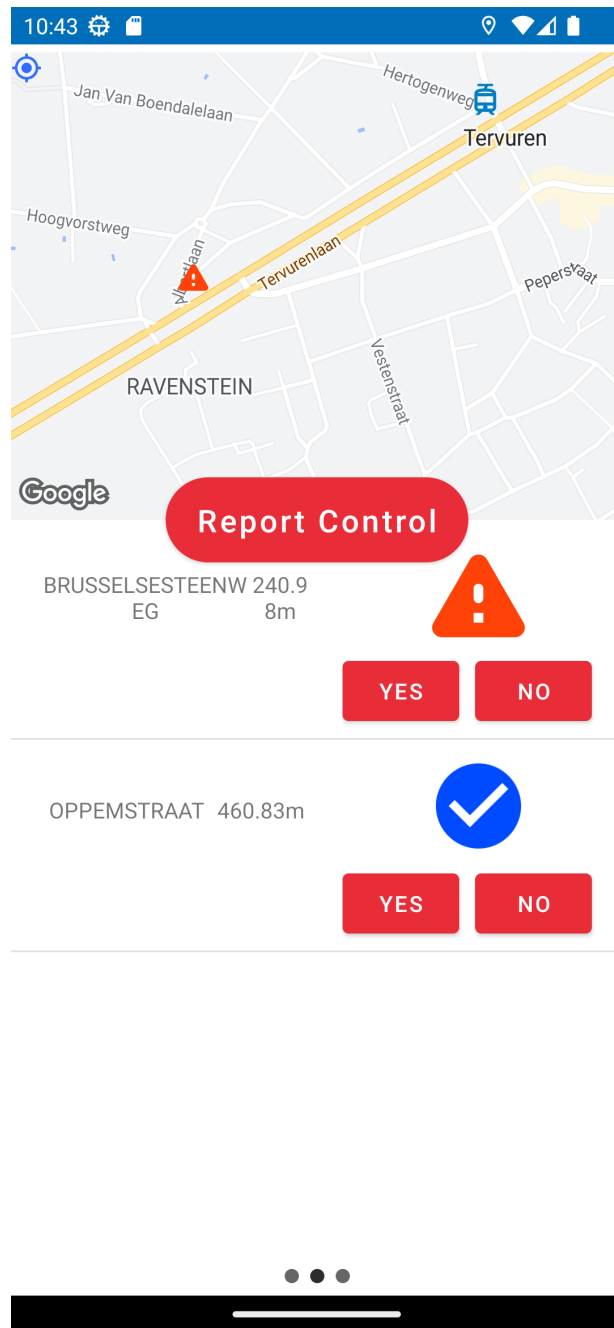 10:43
Hertogenweg
Jan Van Boendalelaan
Tervuren
Hoogvorstweg
Albertlaan
Tervurenlaan
Peperstraat
Vestenstraat
RAVENSTEIN
Google
Report Control
BRUSSELSESTEENW 240.9
EG 8m
YES NO
OPPEMSTRAAT 460.83m
YES NO